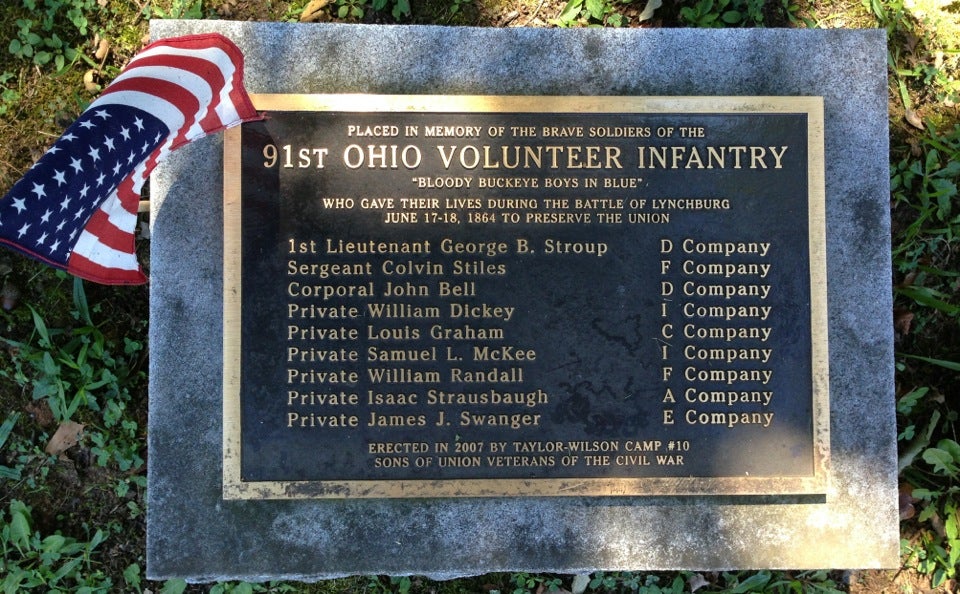 PLACED IN MEMORY OF THE BRAVE SOLDIERS OF THE
91ST OHIO VOLUNTEER INFANTRY
"BLOODY BUCKEYE BOYS IN BLUE"
WHO GAVE THEIR LIVES DURING THE BATTLE OF LYNCHBURG
JUNE 17-18, 1864 TO PRESERVE THE UNION
1st Lieutenant George B. Stroup D Company
Sergeant Colvin Stiles F Company
Corporal John Bell D Company
Private William Dickey I Company
Private Louis Graham C Company
Private Samuel L. McKee I Company
Private William Randall F Company
Private Isaac Strausbaugh A Company
Private James J. Swanger E Company
ERECTED IN 2007 BY TAYLOR-WILSON CAMP #10
SONS OF UNION VETERANS OF THE CIVIL WAR